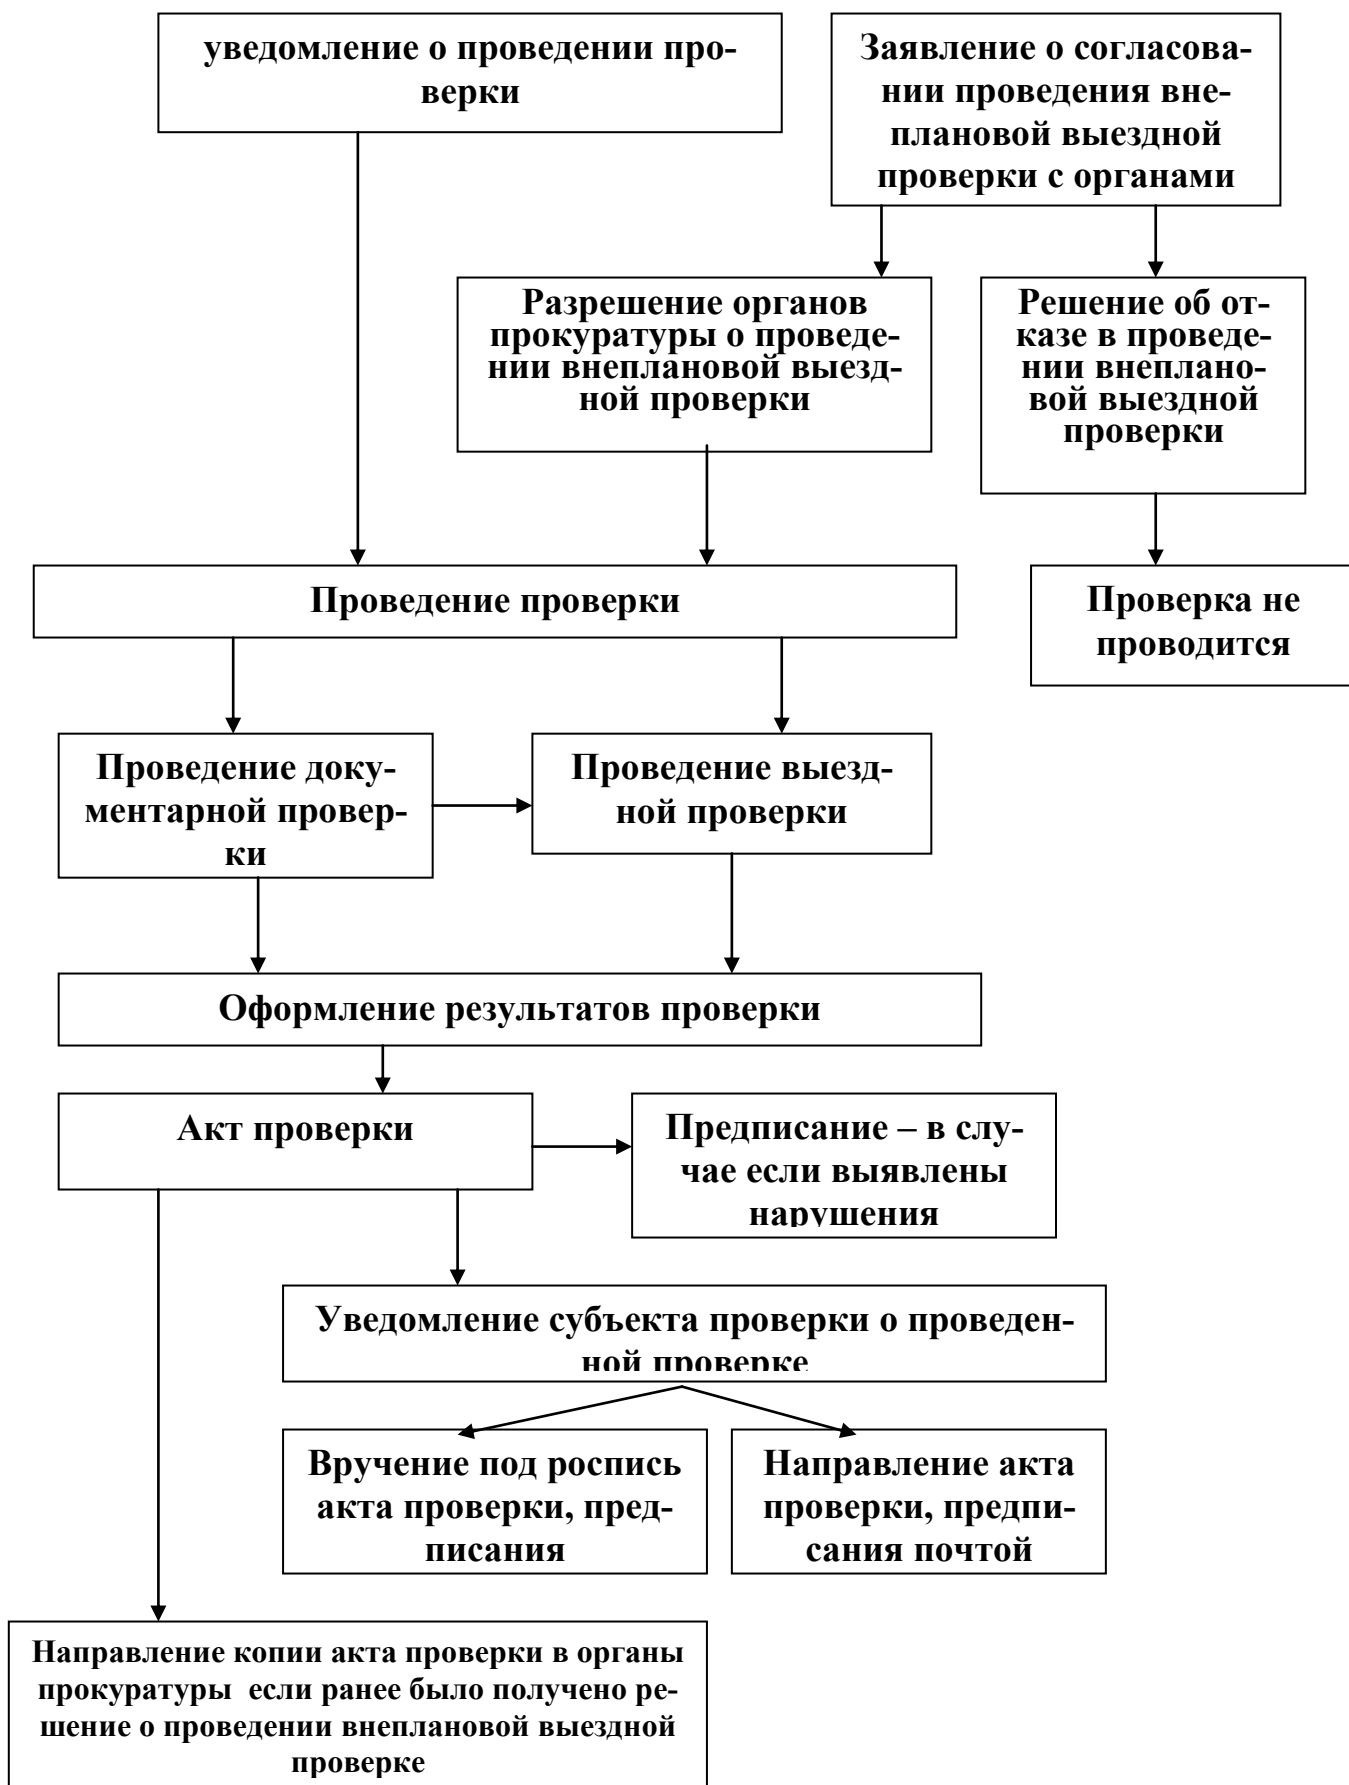 уведомление о проведении про-
верки
Заявление о согласова-
нии проведения вне-
плановой выездной
проверки с органами
Разрешение органов
прокуратуры о проведе-
нии внеплановой выезд-
ной проверки
Решение об от-
казе в проведе-
нии внеплано-
вой выездной
проверки
Проведение проверки
Проверка не
проводится
Проведение доку-
ментарной провер-
ки
Проведение выезд-
ной проверки
Оформление результатов проверки
Акт проверки
Предписание – в слу-
чае если выявлены
нарушения
Уведомление субъекта проверки о проведен-
ной проверке
Вручение под роспись
акта проверки, пред-
писания
Направление акта
проверки, предпи-
сания почтой
Направление копии акта проверки в органы
прокуратуры  если ранее было получено ре-
шение о проведении внеплановой выездной
проверке